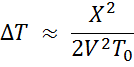 ΔT ≈ X² / 2V²T₀